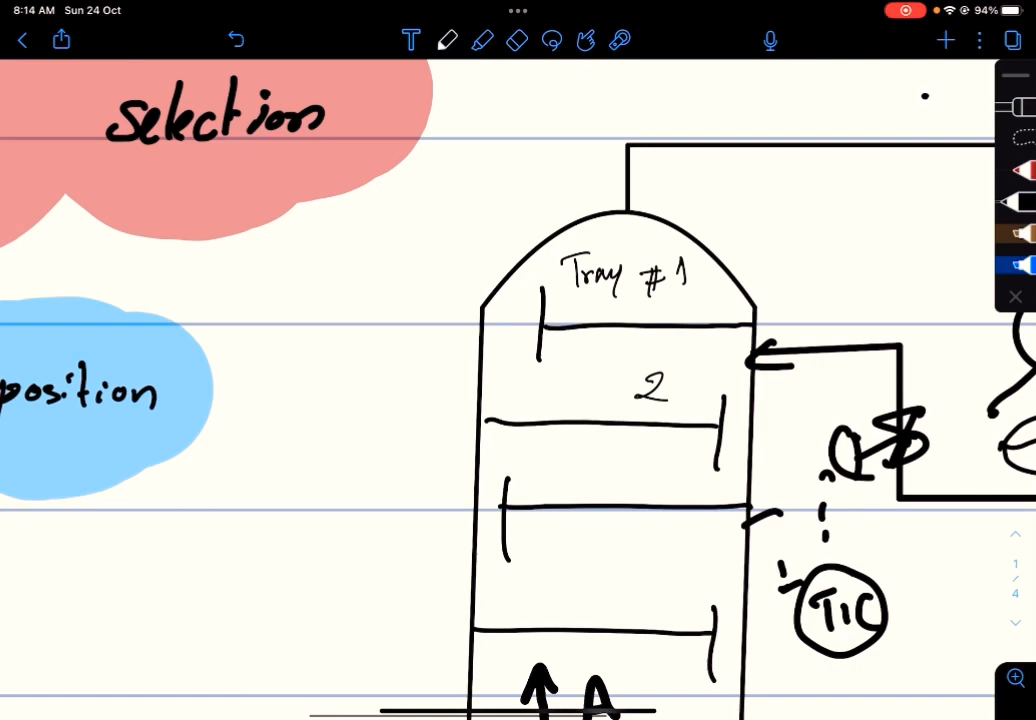 8:14 AM Sun 24 Oct
94%
selection
Tray # 1
position
2
TIC
A
1
/
4